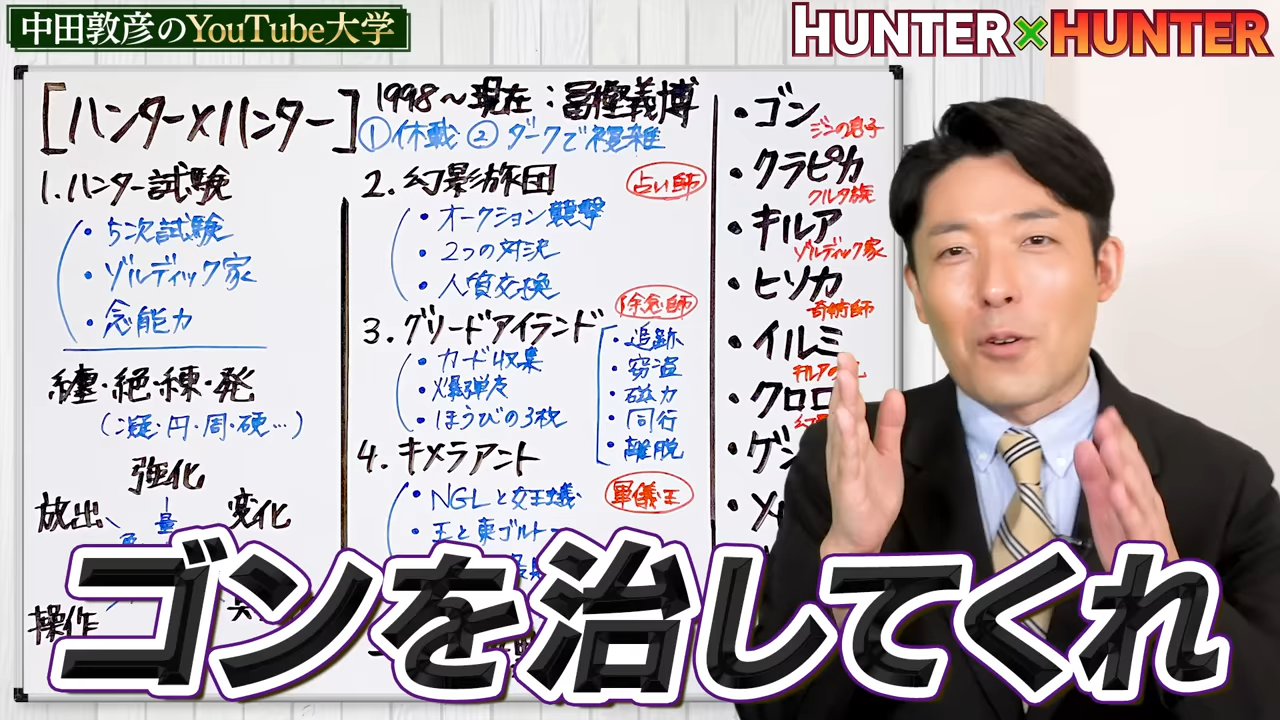 中田敦彦のYouTube大学
HUNTER×HUNTER
[ハンター×ハンター]
1998～現在：冨樫義博
①休載 ②ダークで複雑
1.ハンター試験
・5次試験
・ゾルディック家
・念能力
纏・絶・練・発
(凝・円・周・硬…)
強化
放出
変化
操作
2.幻影旅団
占い師
・オークション襲撃
・2つの対決
・人質交換
除念師
3.グリードアイランド
・カード収集
・爆弾魔
・ほうびの3枚
・追跡
・窃盗
・磁力
・同行
・離脱
4.キメラアント
・NGLと女王蟻
軍儀王
・王と東ゴルトー
・ゴン
ジンの息子
・クラピカ
クルタ族
・キルア
ゾルディック家
・ヒソカ
奇術師
・イルミ
キルアの
・クロロ
・ゲン
・メ
ゴンを治してくれ